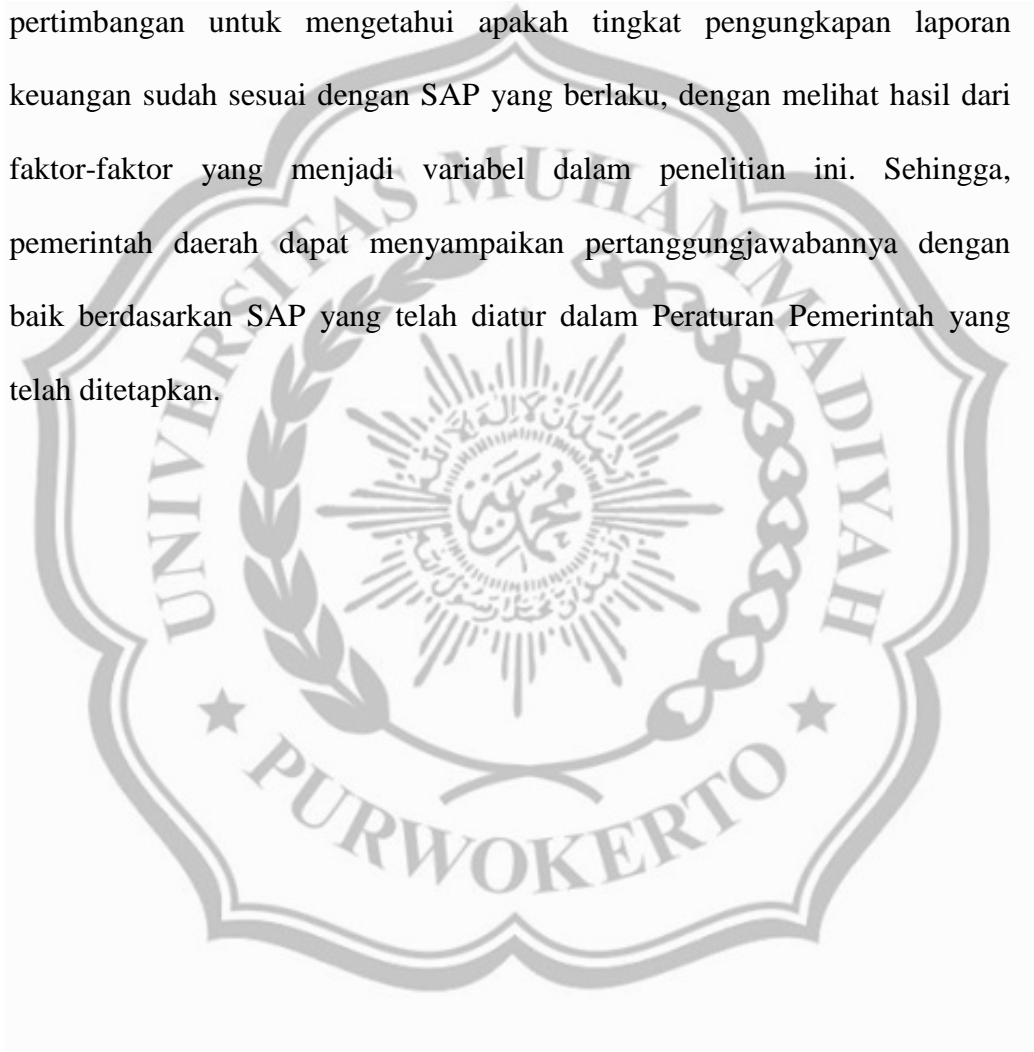 pertimbangan untuk mengetahui apakah tingkat pengungkapan laporan
keuangan sudah sesuai dengan SAP yang berlaku, dengan melihat hasil dari
faktor-faktor yang menjadi variabel dalam penelitian ini. Sehingga,
pemerintah daerah dapat menyampaikan pertanggungjawabannya dengan
baik berdasarkan SAP yang telah diatur dalam Peraturan Pemerintah yang
telah ditetapkan.
UNIVERSITAS MUHAMMADIYAH
PURWOKERTO